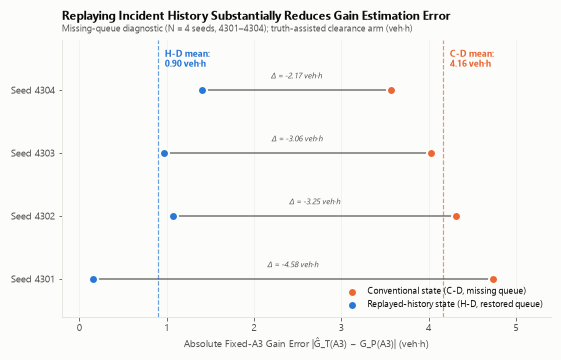 Replaying Incident History Substantially Reduces Gain Estimation Error
Missing-queue diagnostic (N = 4 seeds, 4301–4304); truth-assisted clearance arm (veh·h)
H-D mean:
0.90 veh·h
C-D mean:
4.16 veh·h
Seed 4304
Δ = -2.17 veh·h
Seed 4303
Δ = -3.06 veh·h
Seed 4302
Δ = -3.25 veh·h
Seed 4301
Δ = -4.58 veh·h
Conventional state (C-D, missing queue)
Replayed-history state (H-D, restored queue)
0 1 2 3 4 5
Absolute Fixed-A3 Gain Error |Ĝ_T(A3) − G_P(A3)| (veh·h)